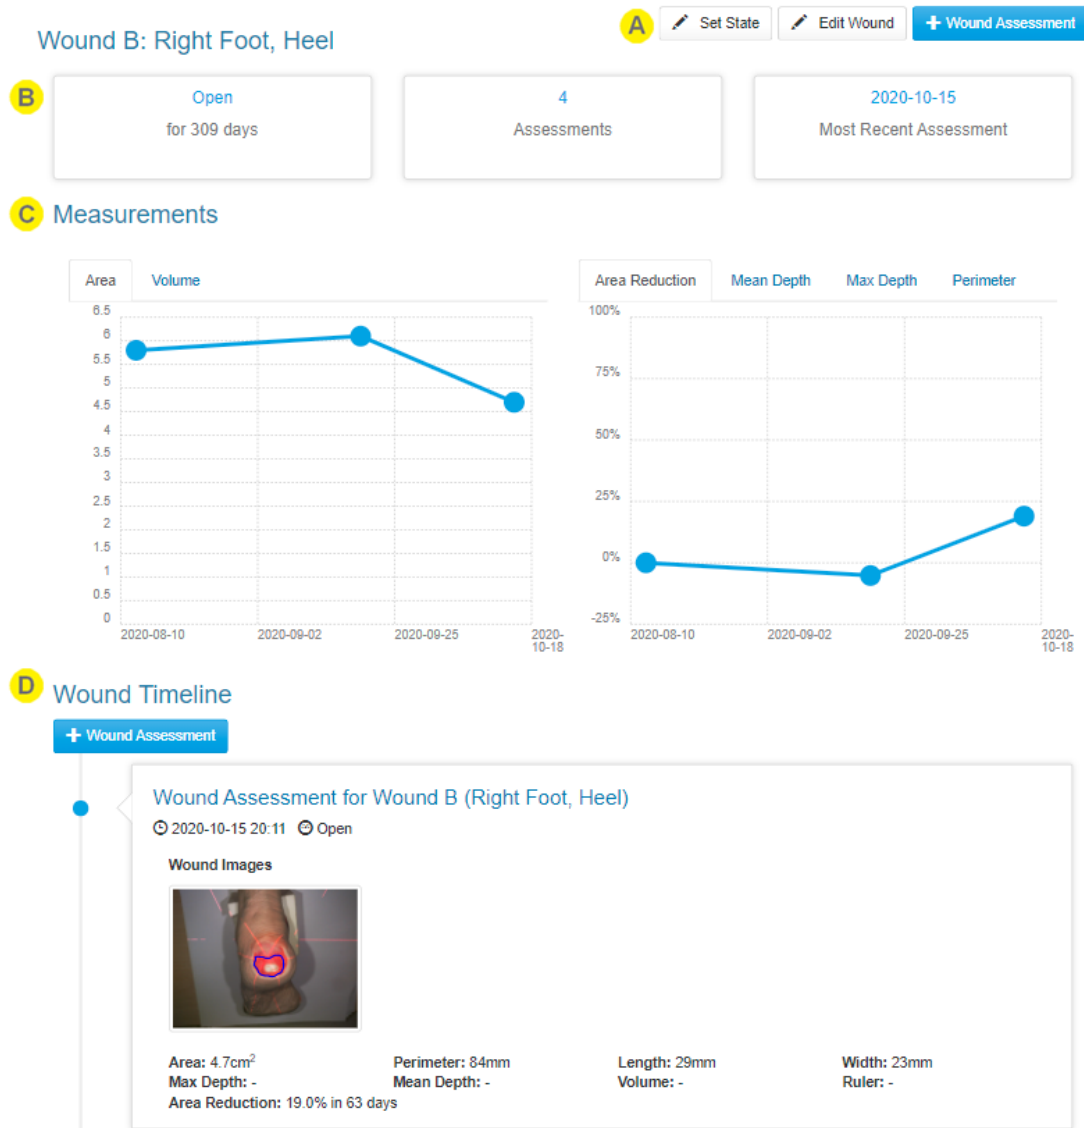 A Set State Edit Wound + Wound Assessment
Wound B: Right Foot, Heel
B
Open
for 309 days
4
Assessments
2020-10-15
Most Recent Assessment
C Measurements
Area Volume
6.5
6
5.5
5
4.5
4
3.5
3
2.5
2
1.5
1
0.5
0
2020-08-10 2020-09-02 2020-09-25 2020-
10-18
Area Reduction Mean Depth Max Depth Perimeter
100%
75%
50%
25%
0%
-25%
2020-08-10 2020-09-02 2020-09-25 2020-
10-18
D Wound Timeline
+ Wound Assessment
Wound Assessment for Wound B (Right Foot, Heel)
2020-10-15 20:11 Open
Wound Images
Area: 4.7cm² Perimeter: 84mm Length: 29mm Width: 23mm
Max Depth: - Mean Depth: - Volume: - Ruler: -
Area Reduction: 19.0% in 63 days